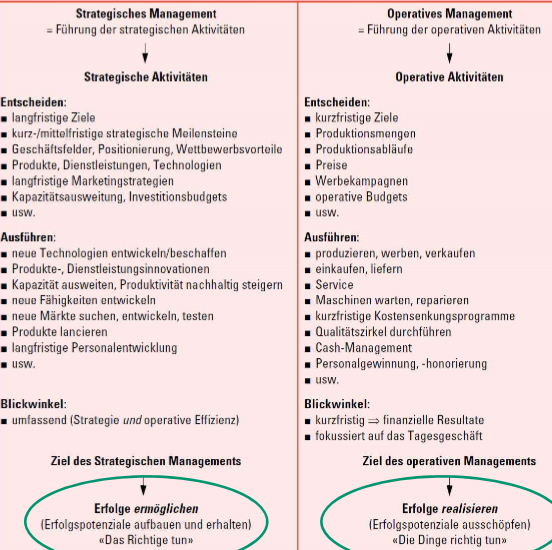 Strategisches Management
= Führung der strategischen Aktivitäten
Strategische Aktivitäten
Entscheiden:
■ langfristige Ziele
■ kurz-/mittelfristige strategische Meilensteine
■ Geschäftsfelder, Positionierung, Wettbewerbsvorteile
■ Produkte, Dienstleistungen, Technologien
■ langfristige Marketingstrategien
■ Kapazitätsausweitung, Investitionsbudgets
■ usw.
Ausführen:
■ neue Technologien entwickeln/beschaffen
■ Produkte-, Dienstleistungsinnovationen
■ Kapazität ausweiten, Produktivität nachhaltig steigern
■ neue Fähigkeiten entwickeln
■ neue Märkte suchen, entwickeln, testen
■ Produkte lancieren
■ langfristige Personalentwicklung
■ usw.
Blickwinkel:
■ umfassend (Strategie und operative Effizienz)
Ziel des Strategischen Managements
Erfolge ermöglichen
(Erfolgspotenziale aufbauen und erhalten)
«Das Richtige tun»
Operatives Management
= Führung der operativen Aktivitäten
Operative Aktivitäten
Entscheiden:
■ kurzfristige Ziele
■ Produktionsmengen
■ Produktionsabläufe
■ Preise
■ Werbekampagnen
■ operative Budgets
■ usw.
Ausführen:
■ produzieren, werben, verkaufen
■ einkaufen, liefern
■ Service
■ Maschinen warten, reparieren
■ kurzfristige Kostensenkungsprogramme
■ Qualitätszirkel durchführen
■ Cash-Management
■ Personalgewinnung, -honorierung
■ usw.
Blickwinkel:
■ kurzfristig ⇒ finanzielle Resultate
■ fokussiert auf das Tagesgeschäft
Ziel des operativen Managements
Erfolge realisieren
(Erfolgspotenziale ausschöpfen)
«Die Dinge richtig tun»